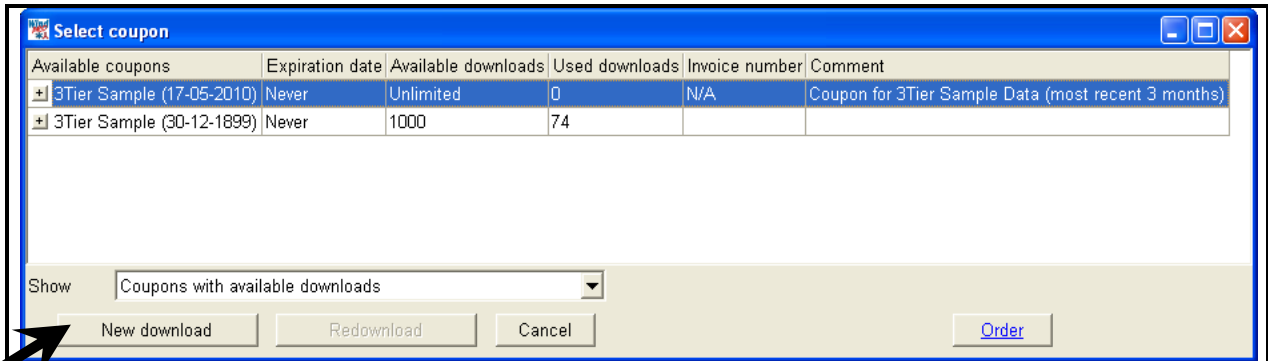 Select coupon
Available coupons Expiration date Available downloads Used downloads Invoice number Comment
3Tier Sample (17-05-2010) Never Unlimited 0 N/A Coupon for 3Tier Sample Data (most recent 3 months)
3Tier Sample (30-12-1899) Never 1000 74
Show Coupons with available downloads
New download Redownload Cancel Order